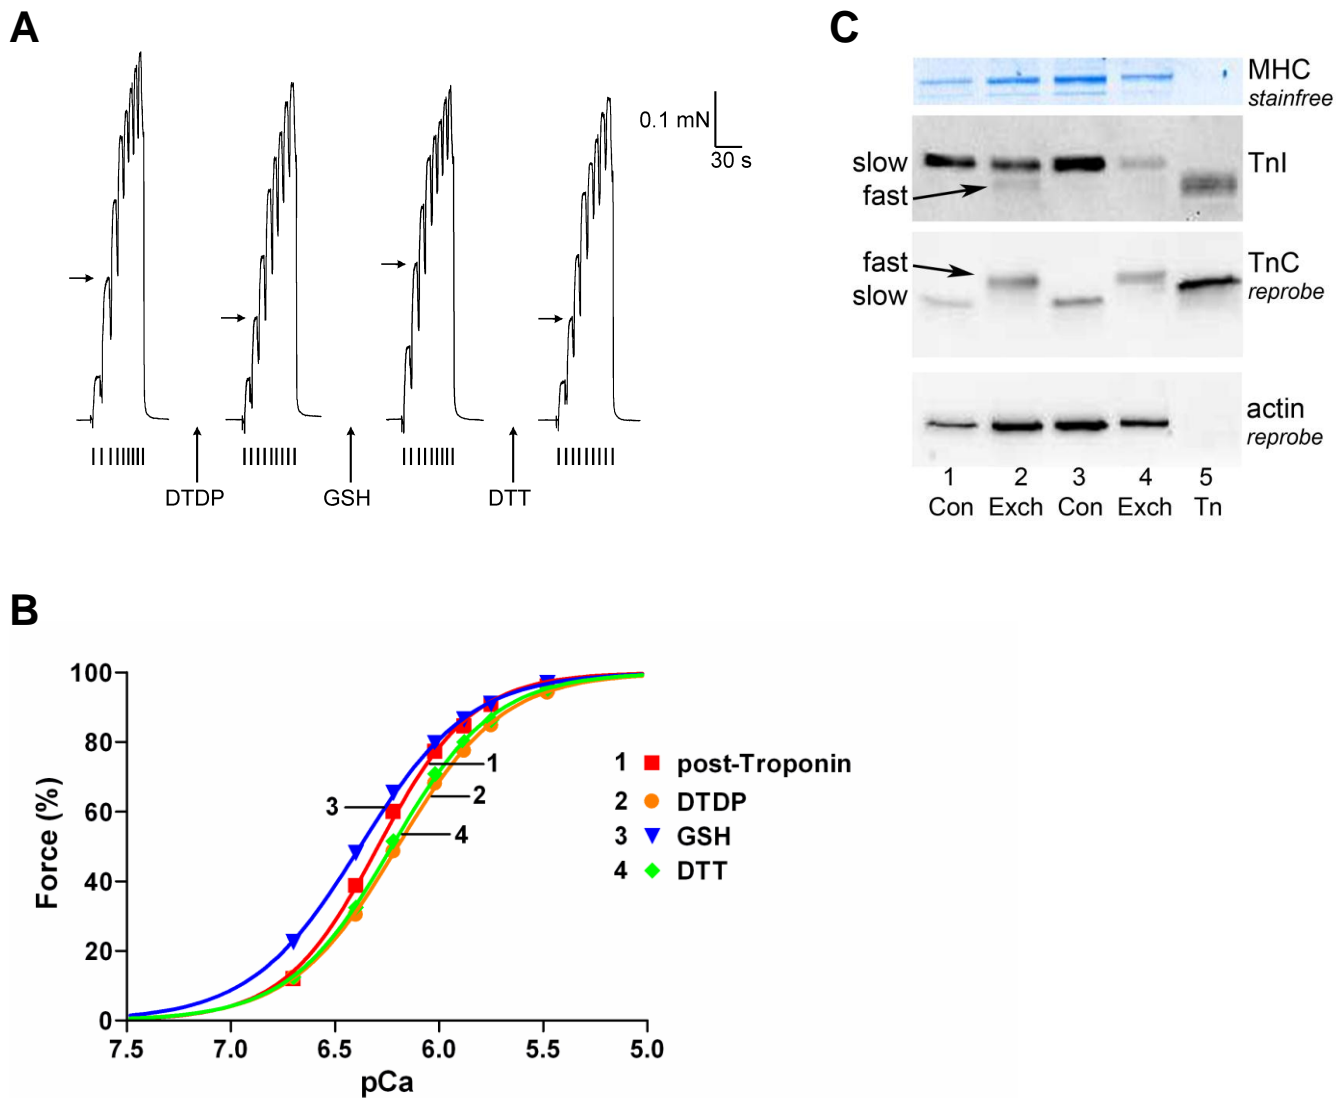 A
0.1 mN
30 s
DTDP
GSH
DTT
C
MHC
stainfree
slow
fast
TnI
fast
slow
TnC
reprobe
actin
reprobe
1 2 3 4 5
Con Exch Con Exch Tn
B
Force (%)
100
80
60
40
20
0
7.5 7.0 6.5 6.0 5.5 5.0
pCa
1
2
3
4
1 post-Troponin
2 DTDP
3 GSH
4 DTT